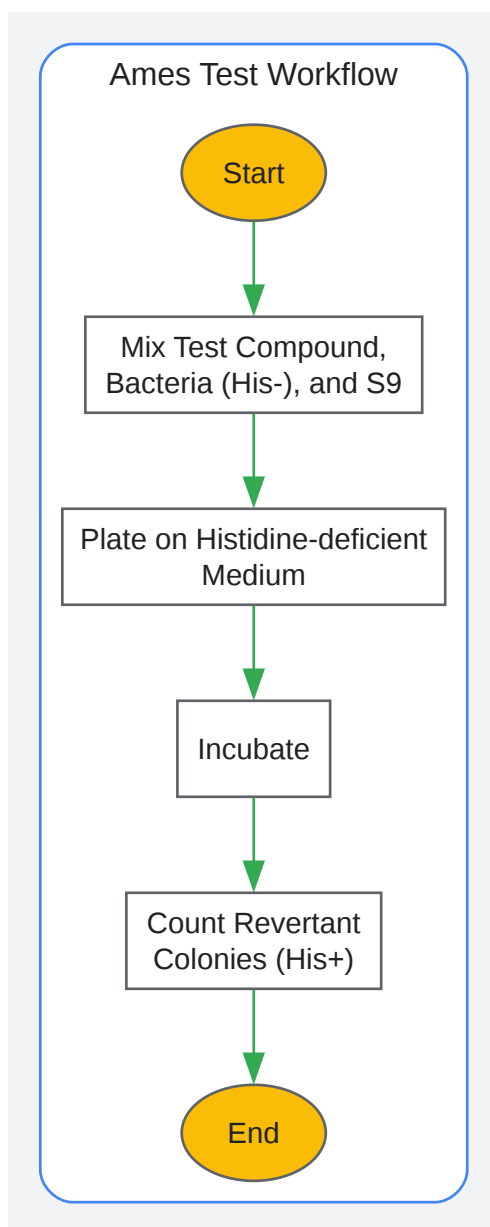 Ames Test Workflow
Start
Mix Test Compound,
Bacteria (His-), and S9
Plate on Histidine-deficient
Medium
Incubate
Count Revertant
Colonies (His+)
End